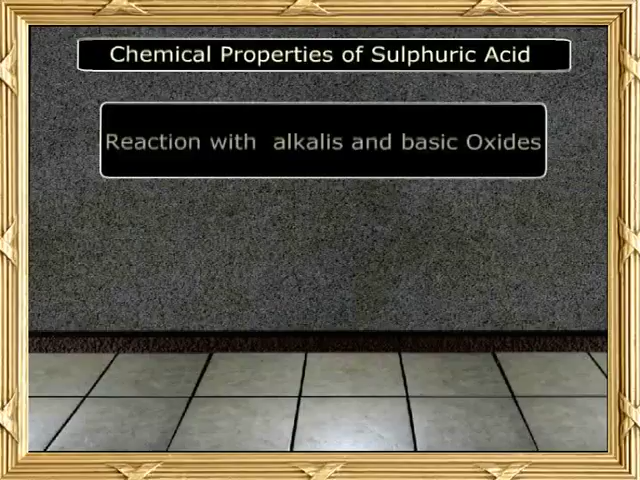 Chemical Properties of Sulphuric Acid
Reaction with alkalis and basic Oxides